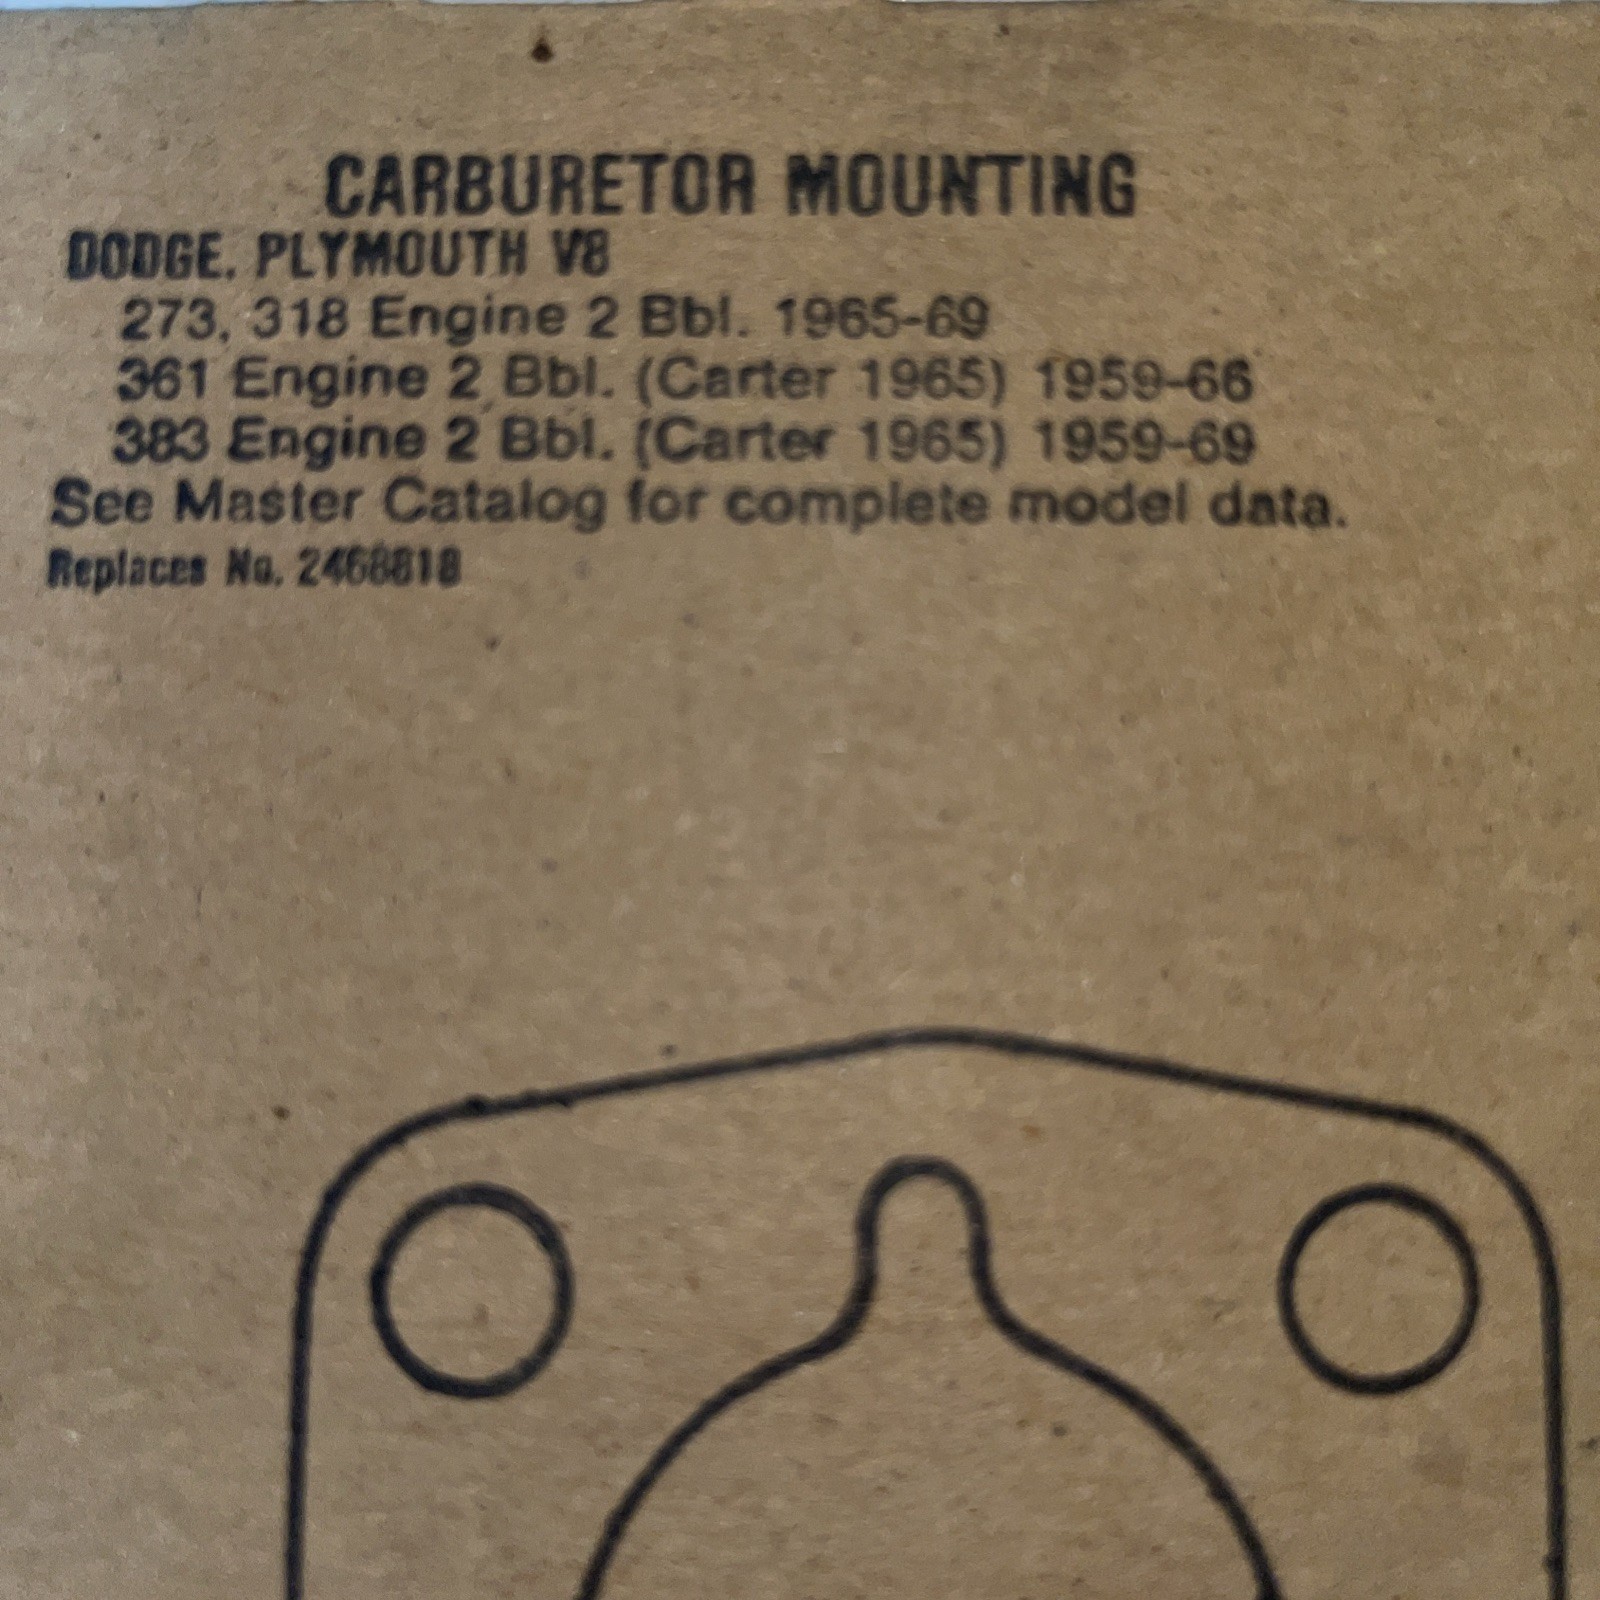 CARBURETOR MOUNTING
DODGE, PLYMOUTH V8
273, 318 Engine 2 Bbl. 1965-69
361 Engine 2 Bbl. (Carter 1965) 1959-66
383 Engine 2 Bbl. (Carter 1965) 1959-69
See Master Catalog for complete model data.
Replaces No. 2468818